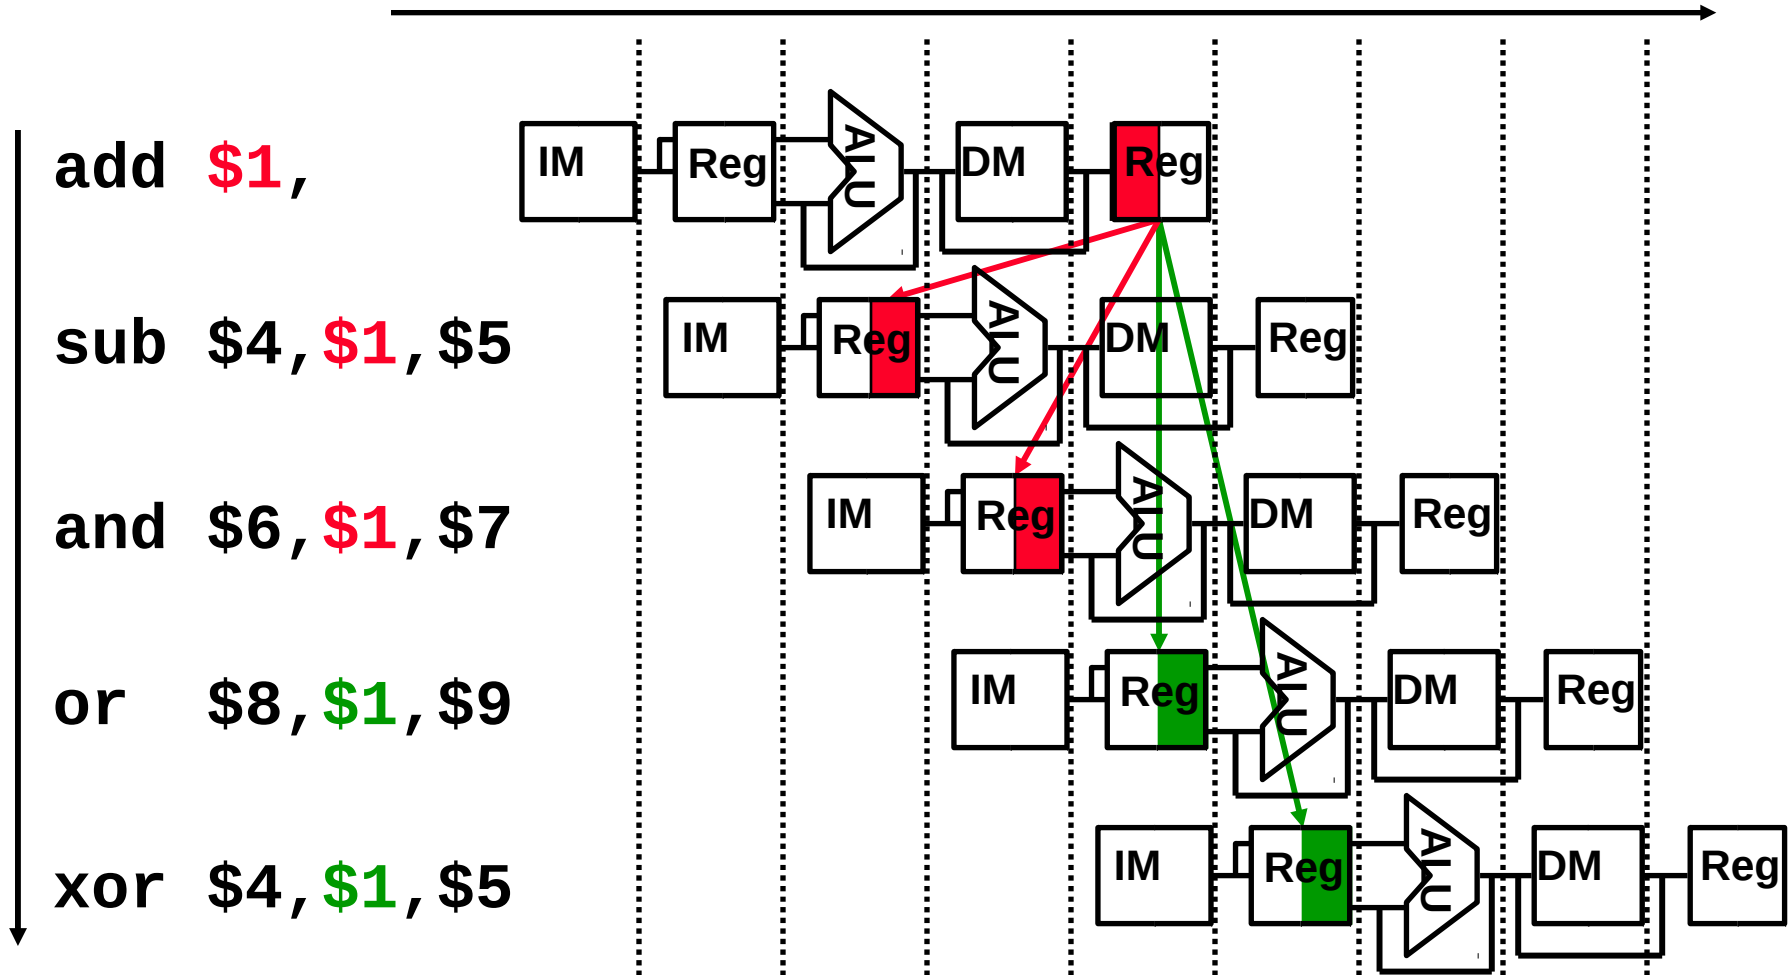 add $1, IM Reg ALU DM Reg
sub $4,$1,$5 IM Reg ALU DM Reg
and $6,$1,$7 IM Reg ALU DM Reg
or $8,$1,$9 IM Reg ALU DM Reg
xor $4,$1,$5 IM Reg ALU DM Reg